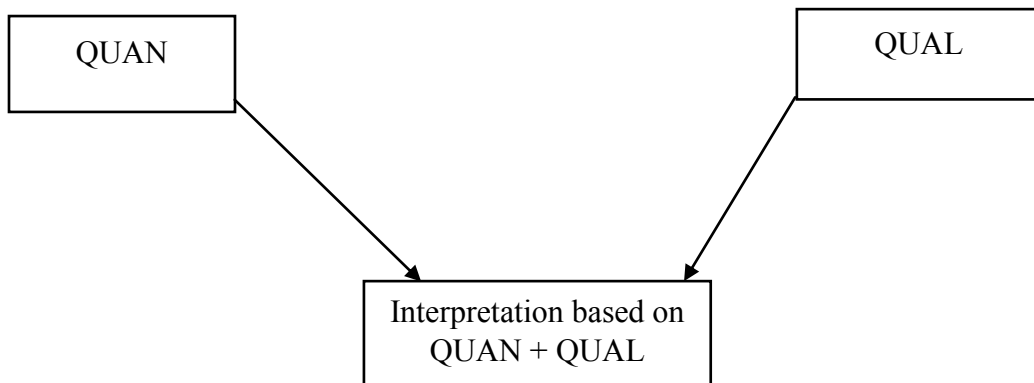 QUAN
QUAL
Interpretation based on
QUAN + QUAL